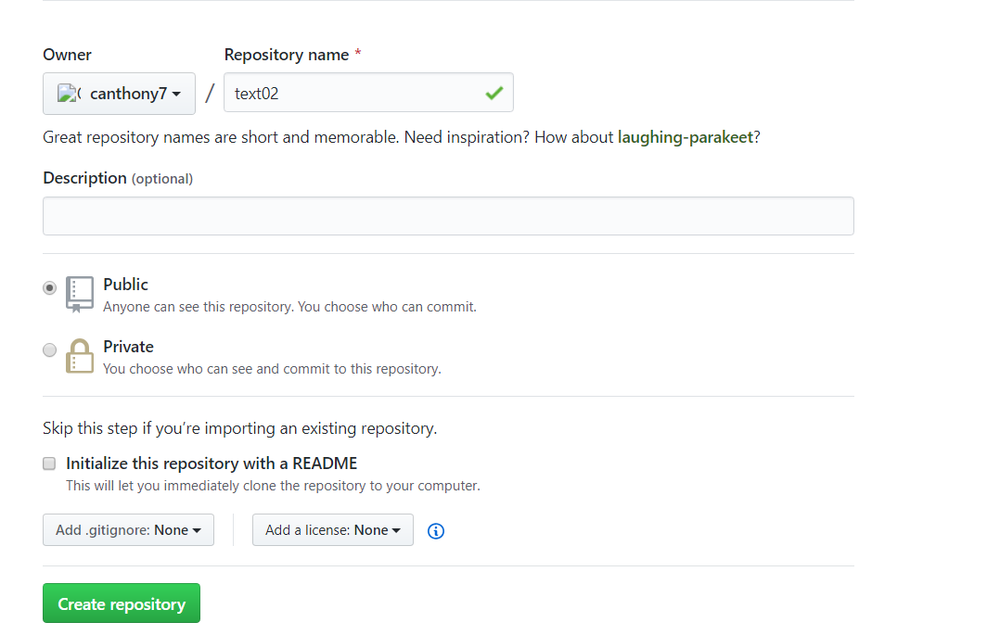 Owner Repository name *
canthony7 / text02
Great repository names are short and memorable. Need inspiration? How about laughing-parakeet?
Description (optional)
Public
Anyone can see this repository. You choose who can commit.
Private
You choose who can see and commit to this repository.
Skip this step if you’re importing an existing repository.
Initialize this repository with a README
This will let you immediately clone the repository to your computer.
Add .gitignore: None Add a license: None
Create repository